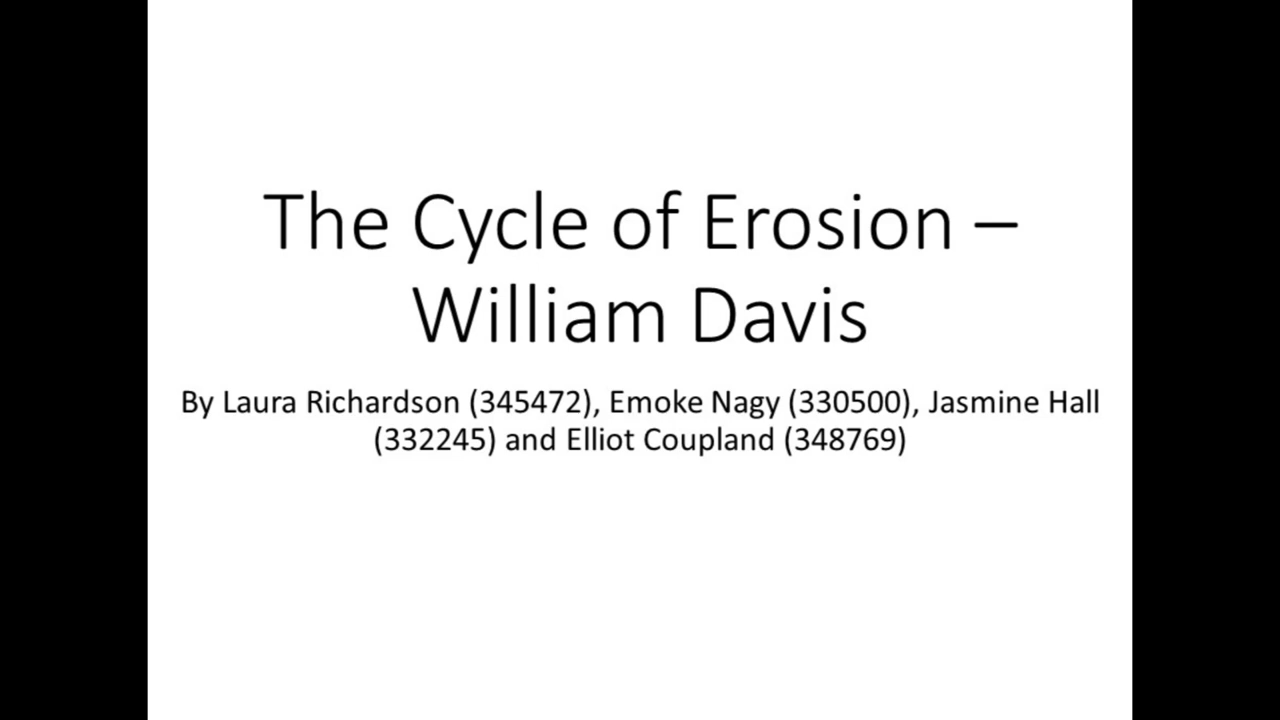 The Cycle of Erosion –
William Davis
By Laura Richardson (345472), Emoke Nagy (330500), Jasmine Hall
(332245) and Elliot Coupland (348769)